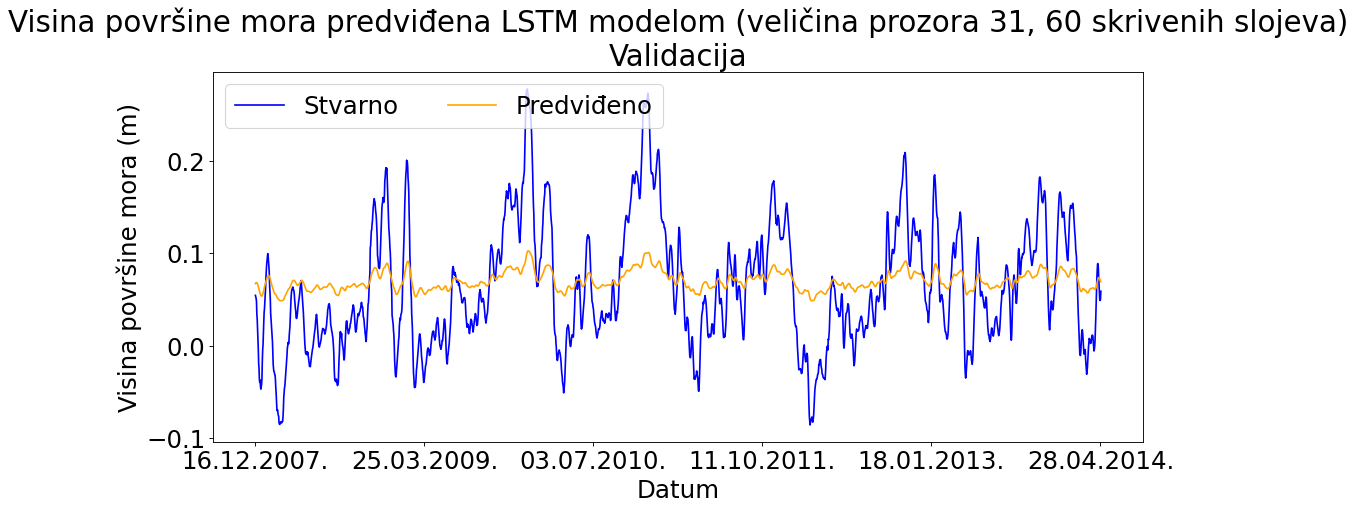 Visina površine mora predviđena LSTM modelom (veličina prozora 31, 60 skrivenih slojeva)
Validacija
Stvarno Predviđeno
Visina površine mora (m)
0.2
0.1
0.0
−0.1
16.12.2007. 25.03.2009. 03.07.2010. 11.10.2011. 18.01.2013. 28.04.2014.
Datum